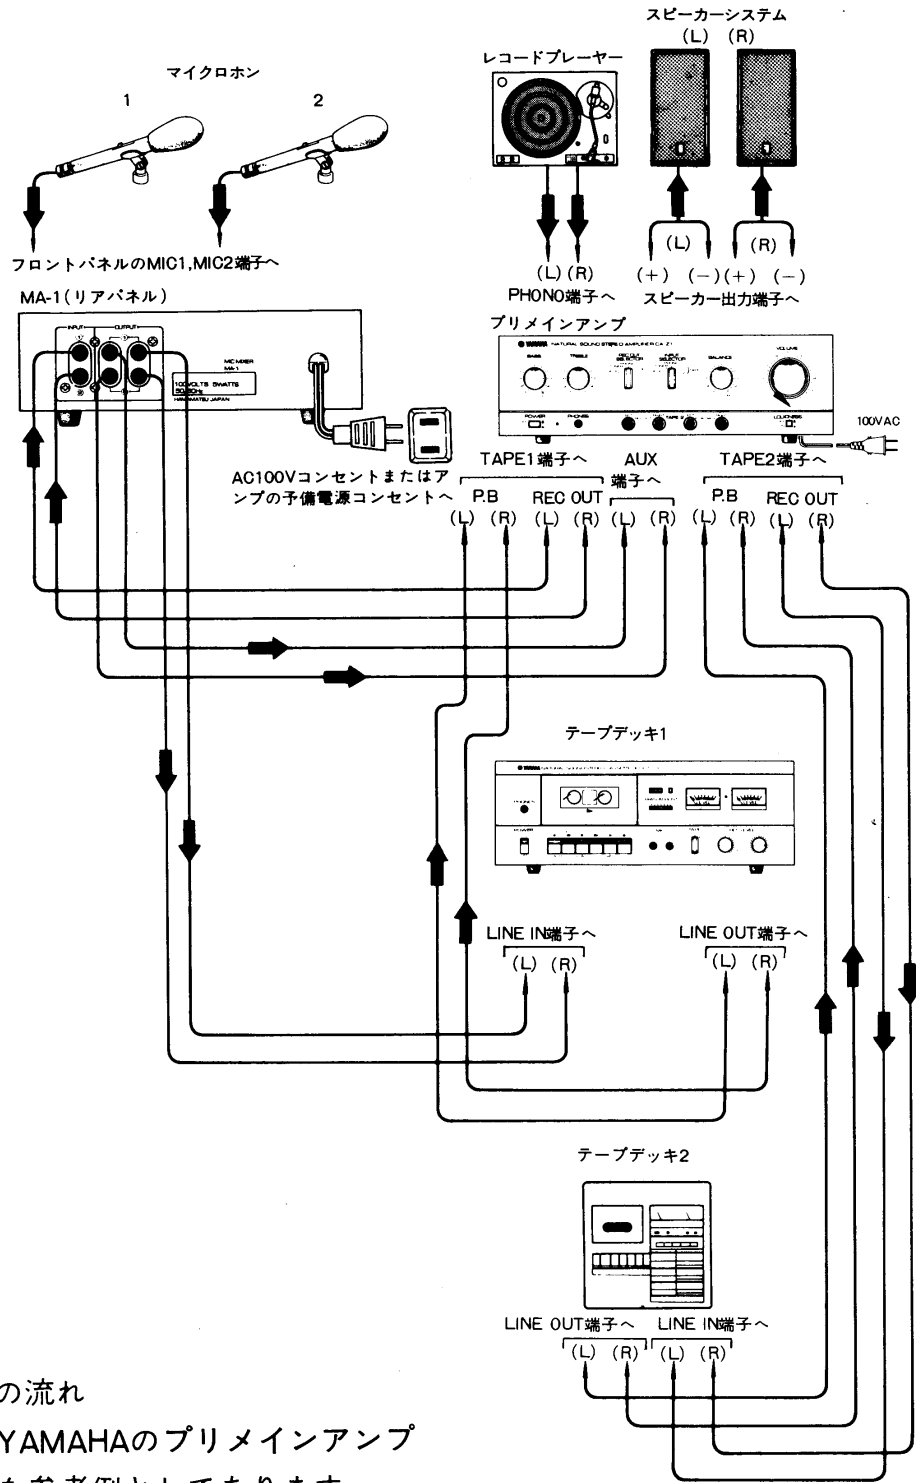 スピーカーシステム
(L) (R)
レコードプレーヤー
マイクロホン
1
2
フロントパネルのMIC1,MIC2端子へ
(L) (R)
PHONO端子へ
(L)
(R)
(+) (−) (+) (−)
スピーカー出力端子へ
MA-1(リアパネル)
INPUT
OUTPUT
MIC MIXER
MA-1
100VOLTS 5WATTS
50/60Hz
HAMAMATSU JAPAN
プリメインアンプ
YAMAHA NATURAL SOUND STEREO AMPLIFIER CA-Z1
BASS
TREBLE
REC OUT SELECTOR
INPUT SELECTOR
BALANCE
VOLUME
POWER
PHONES
TAPE 2
LOUDNESS
100VAC
AC100Vコンセントまたはア
ンプの予備電源コンセントへ
TAPE1端子へ
AUX
端子へ
TAPE2端子へ
P.B
REC OUT
(L) (R) (L) (R)
(L) (R)
P.B
REC OUT
(L) (R) (L) (R)
テープデッキ1
YAMAHA
PHONES
POWER
LINE IN端子へ
(L) (R)
LINE OUT端子へ
(L) (R)
テープデッキ2
LINE OUT端子へ
LINE IN端子へ
(L) (R) (L) (R)
の流れ
YAMAHAのプリメインアンプ